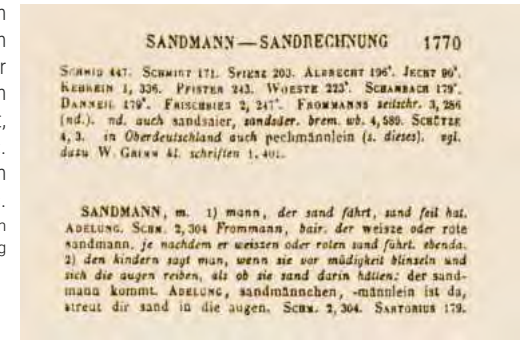 n
n
r
n
,
.
n
.
n
g
SANDMANN—SANDRECHNUNG 1770
SCHMID 447. SCHMIDT 171. SPIESZ 203. ALBRECHT 196ᵃ. JECHT 90ᵃ.
KEHREIN 1, 336. PFISTER 243. WOESTE 223ᵃ. SCHAMBACH 179ᵃ.
DANNEIL 179ᵃ. FRISCHBIER 2, 247ᵃ. FROMMANNS zeitschr. 3, 286
(nd.). nd. auch sandsaier, sandsder. brem. wb. 4, 589. SCHÜTZE
4, 3. in Oberdeutschland auch pechmännlein (s. dieses). vgl.
dazu W. GRIMM kl. schriften 1, 401.
SANDMANN, m. 1) mann, der sand fährt, sand feil hat.
ADELUNG. SCHM. 2, 304 Frommann, bair. der weisze oder rote
sandmann, je nachdem er weissen oder roten sand führt. ebenda.
2) den kindern sagt man, wenn sie vor müdigkeit blinseln und
sich die augen reiben, als ob sie sand darin hätten: der sand-
mann kommt. ADELUNG, sandmännchen, -männlein ist da,
streut dir sand in die augen. SCHM. 2, 304. SARTORIUS 179.